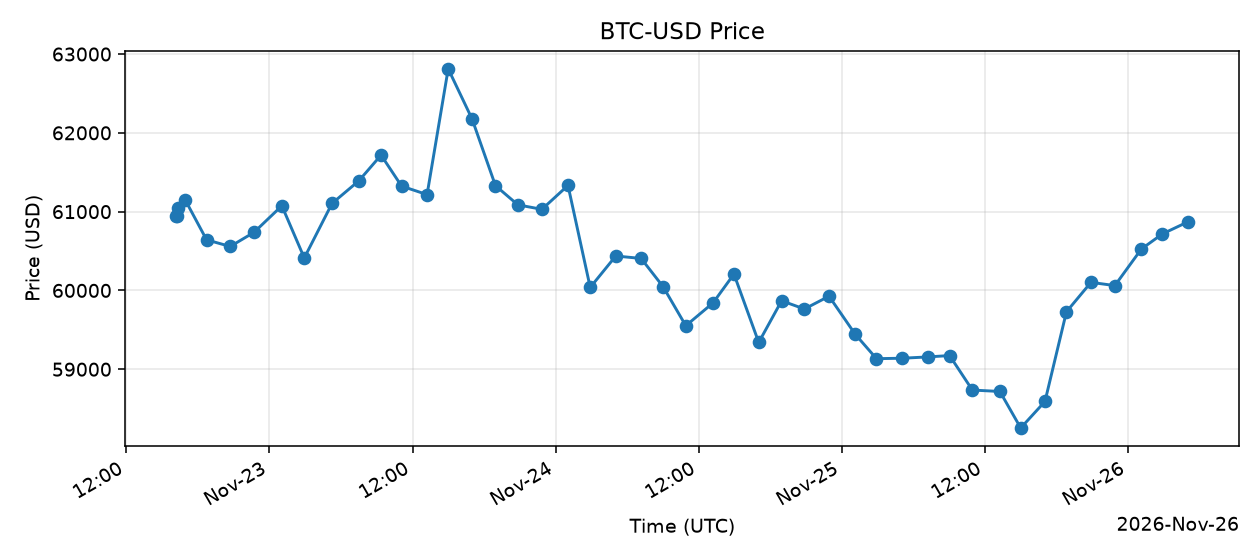 BTC-USD Price
Price (USD)
63000
62000
61000
60000
59000
12:00
Nov-23
12:00
Nov-24
12:00
Nov-25
12:00
Nov-26
Time (UTC)
2026-Nov-26